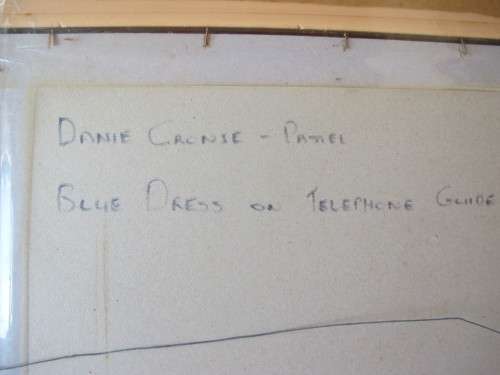 DANIE CRONJE - PASTEL
BLUE DRESS ON TELEPHONE GUIDE